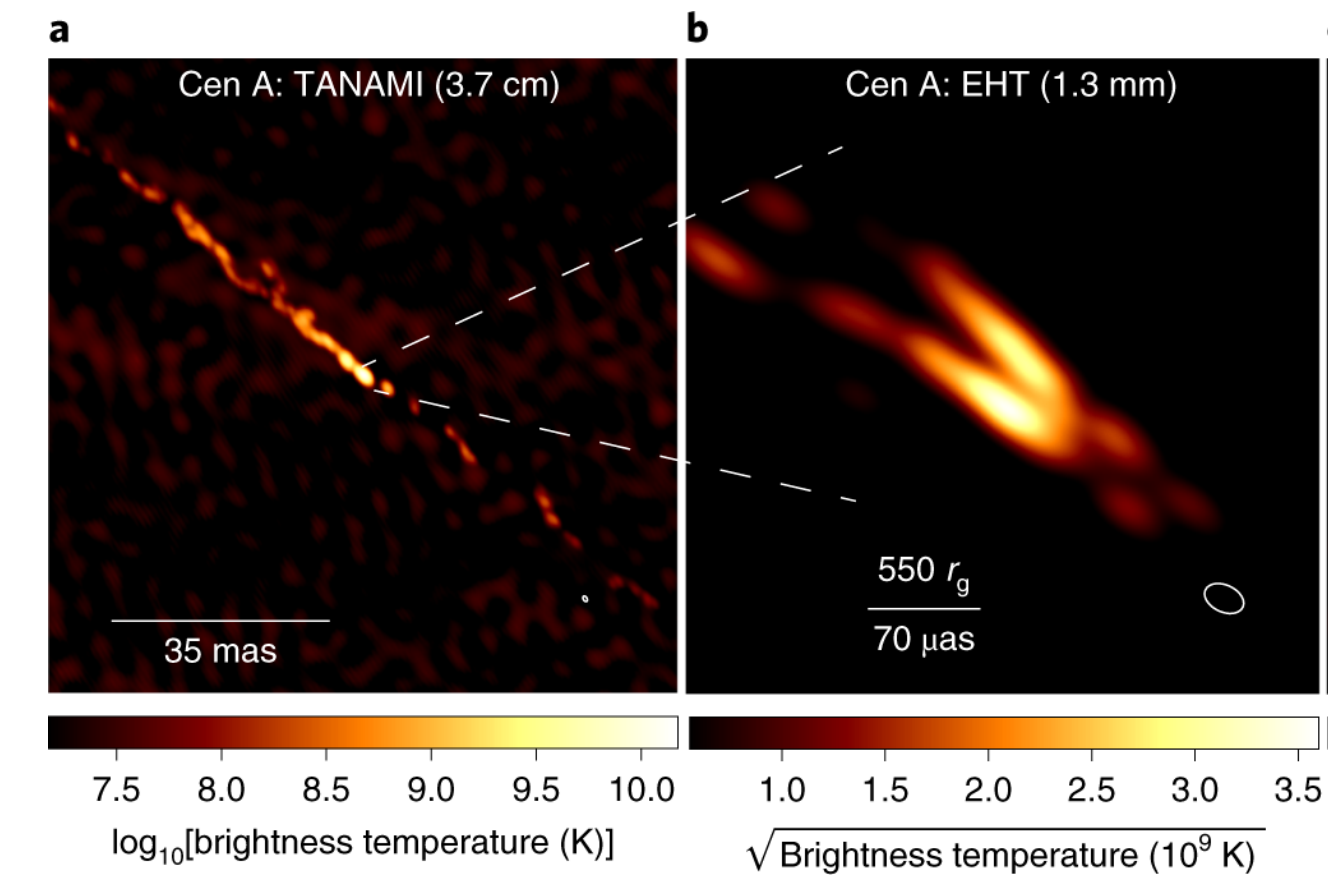 a
b
Cen A: TANAMI (3.7 cm)
Cen A: EHT (1.3 mm)
35 mas
550 r_g
70 μas
7.5 8.0 8.5 9.0 9.5 10.0
1.0 1.5 2.0 2.5 3.0 3.5
log₁₀[brightness temperature (K)]
√Brightness temperature (10⁹ K)